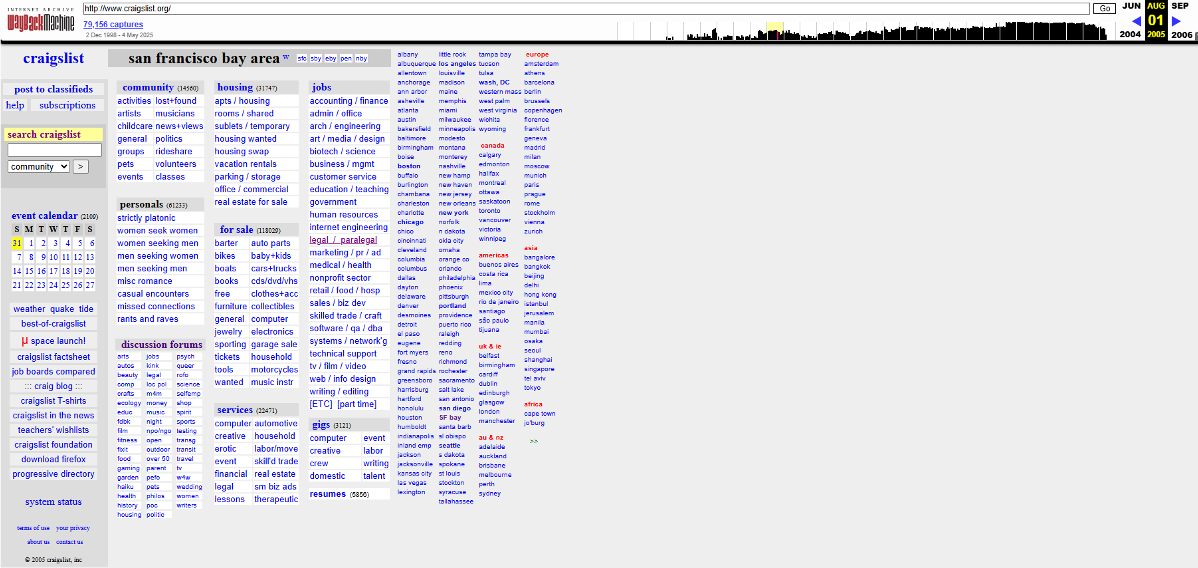 INTERNET ARCHIVE
WayBackMachine
http://www.craigslist.org/
Go
JUN AUG SEP
79,156 captures
01
2 Dec 1998 - 4 May 2025
2004 2005 2006
craigslist
post to classifieds
help subscriptions
search craigslist
community >
event calendar (2109)
S M T W T F S
31 1 2 3 4 5 6
7 8 9 10 11 12 13
14 15 16 17 18 19 20
21 22 23 24 25 26 27
weather quake tide
best-of-craigslist
μ space launch!
craigslist factsheet
job boards compared
::: craig blog :::
craigslist T-shirts
craigslist in the news
teachers' wishlists
craigslist foundation
download firefox
progressive directory
system status
terms of use your privacy
about us contact us
© 2005 craigslist, inc
san francisco bay area w sfc sby eby pen nby
community (14560)
activities lost+found
artists musicians
childcare news+views
general politics
groups rideshare
pets volunteers
events classes
personals (61233)
strictly platonic
women seek women
women seeking men
men seeking women
men seeking men
misc romance
casual encounters
missed connections
rants and raves
discussion forums
arts jobs psych
autos kink queer
beauty legal rofo
comp loc pol science
crafts m4m selfemp
ecology money shop
educ music spirit
fdbk night sports
film npo/ngo testing
fitness open transg
fixit outdoor transit
food over 50 travel
gaming parent tv
garden pefo w4w
haiku pets wedding
health philos women
history poc writers
housing politic
housing (31747)
apts / housing
rooms / shared
sublets / temporary
housing wanted
housing swap
vacation rentals
parking / storage
office / commercial
real estate for sale
for sale (118029)
barter auto parts
bikes baby+kids
boats cars+trucks
books cds/dvd/vhs
free clothes+acc
furniture collectibles
general computer
jewelry electronics
sporting garage sale
tickets household
tools motorcycles
wanted music instr
services (22471)
computer automotive
creative household
erotic labor/move
event skill'd trade
financial real estate
legal sm biz ads
lessons therapeutic
jobs
accounting / finance
admin / office
arch / engineering
art / media / design
biotech / science
business / mgmt
customer service
education / teaching
government
human resources
internet engineering
legal / paralegal
marketing / pr / ad
medical / health
nonprofit sector
retail / food / hosp
sales / biz dev
skilled trade / craft
software / qa / dba
systems / network'g
technical support
tv / film / video
web / info design
writing / editing
[ETC] [part time]
gigs (3121)
computer event
creative labor
crew writing
domestic talent
resumes (6856)
albany
albuquerque
allentown
anchorage
ann arbor
asheville
atlanta
austin
bakersfield
baltimore
birmingham
boise
boston
buffalo
burlington
chambana
charleston
charlotte
chicago
chico
cincinnati
cleveland
columbia
columbus
dallas
dayton
delaware
denver
desmoines
detroit
el paso
eugene
fort myers
fresno
grand rapids
greensboro
harrisburg
hartford
honolulu
houston
humboldt
indianapolis
inland emp
jackson
jacksonville
kansas city
las vegas
lexington
little rock
los angeles
louisville
madison
maine
memphis
miami
milwaukee
minneapolis
modesto
montana
monterey
nashville
new hamp
new haven
new jersey
new orleans
new york
norfolk
n dakota
okla city
omaha
orange co
orlando
philadelphia
phoenix
pittsburgh
portland
providence
puerto rico
raleigh
redding
reno
richmond
rochester
sacramento
salt lake
san antonio
san diego
SF bay
santa barb
sl obispo
seattle
s dakota
spokane
st louis
stockton
syracuse
tallahassee
tampa bay
tucson
tulsa
wash, DC
western mass
west palm
west virginia
wichita
wyoming
canada
calgary
edmonton
halifax
montreal
ottawa
saskatoon
toronto
vancouver
victoria
winnipeg
americas
buenos aires
costa rica
lima
mexico city
rio de janeiro
santiago
são paulo
tijuana
uk & ie
belfast
birmingham
cardiff
dublin
edinburgh
glasgow
london
manchester
au & nz
adelaide
auckland
brisbane
melbourne
perth
sydney
europe
amsterdam
athens
barcelona
berlin
brussels
copenhagen
florence
frankfurt
geneva
madrid
milan
moscow
munich
paris
prague
rome
stockholm
vienna
zurich
asia
bangalore
bangkok
beijing
delhi
hong kong
istanbul
jerusalem
manila
mumbai
osaka
seoul
shanghai
singapore
tel aviv
tokyo
africa
cape town
jo'burg
>>